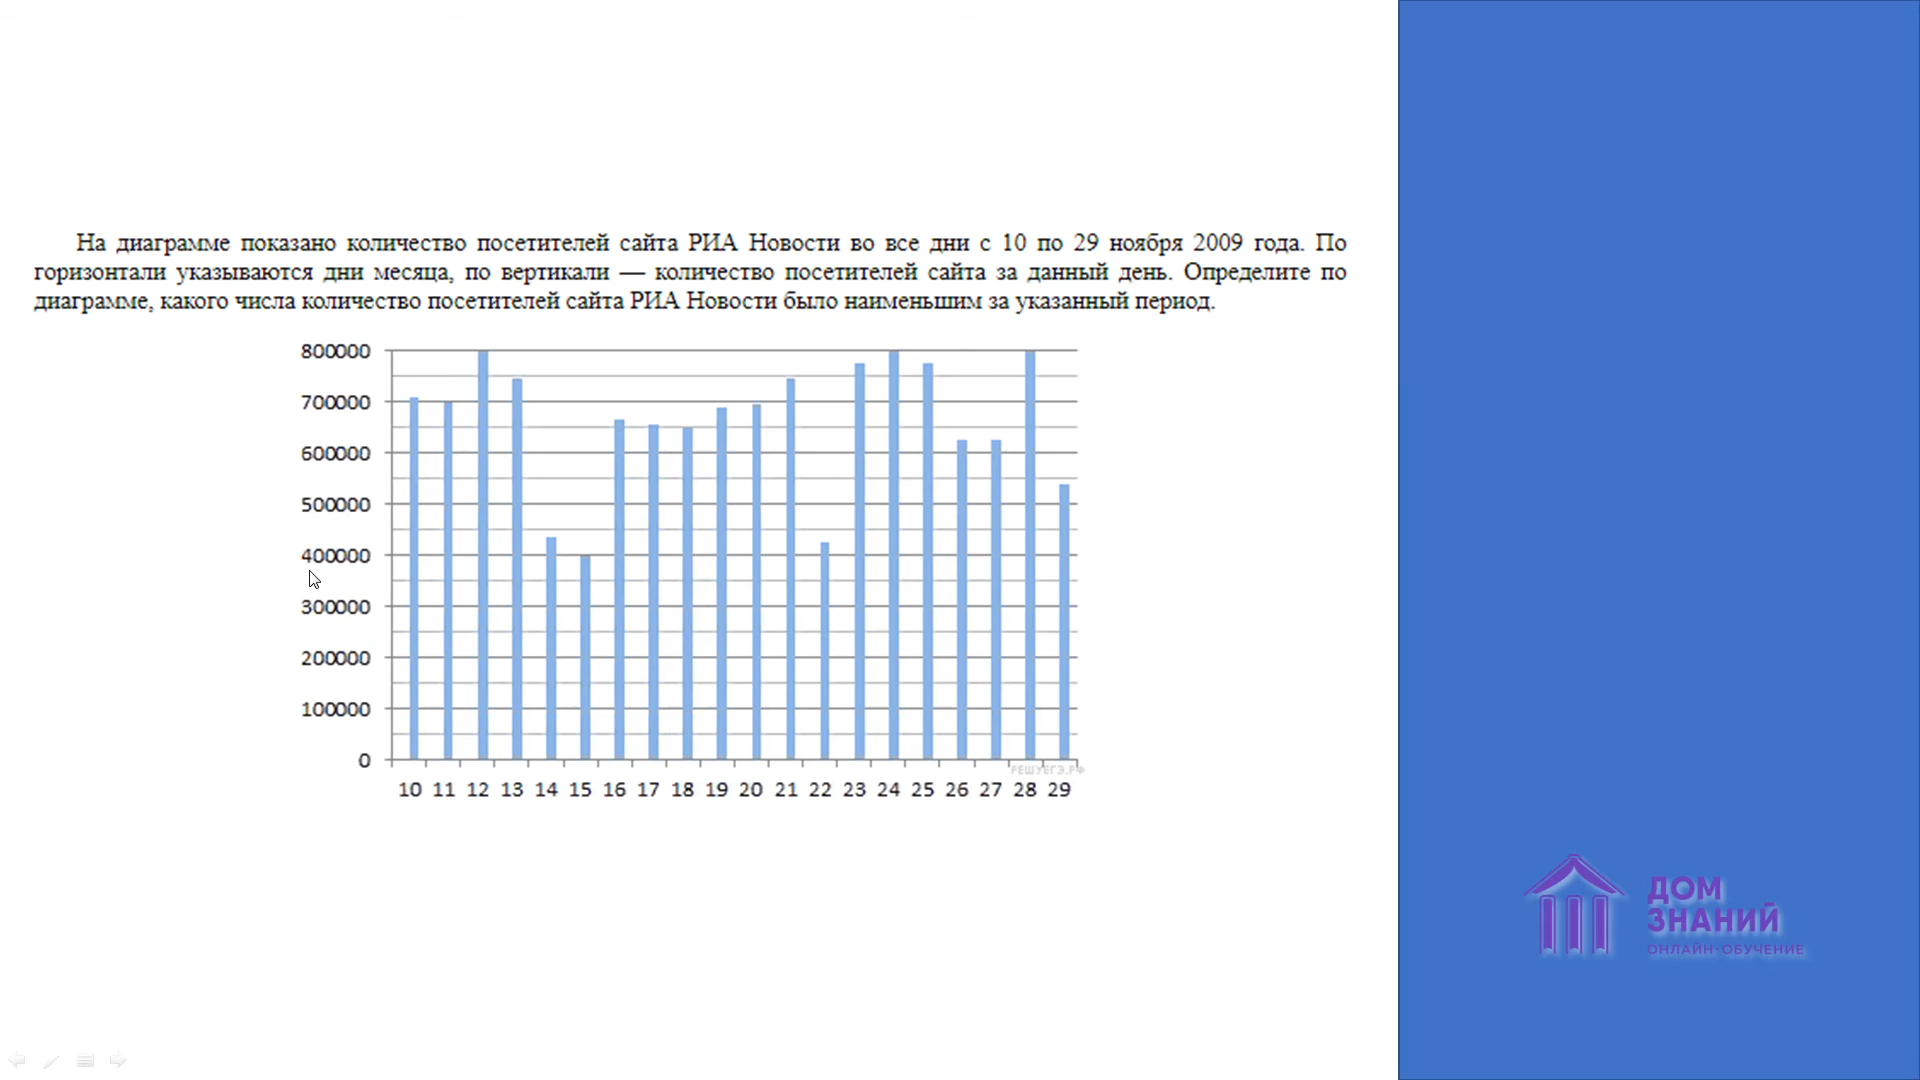 На диаграмме показано количество посетителей сайта РИА Новости во все дни с 10 по 29 ноября 2009 года. По
горизонтали указываются дни месяца, по вертикали — количество посетителей сайта за данный день. Определите по
диаграмме, какого числа количество посетителей сайта РИА Новости было наименьшим за указанный период.
800000
700000
600000
500000
400000
300000
200000
100000
0
РЕШУЕГЭ.РФ
10 11 12 13 14 15 16 17 18 19 20 21 22 23 24 25 26 27 28 29
ДОМ
ЗНАНИЙ
ОНЛАЙН-ОБУЧЕНИЕ